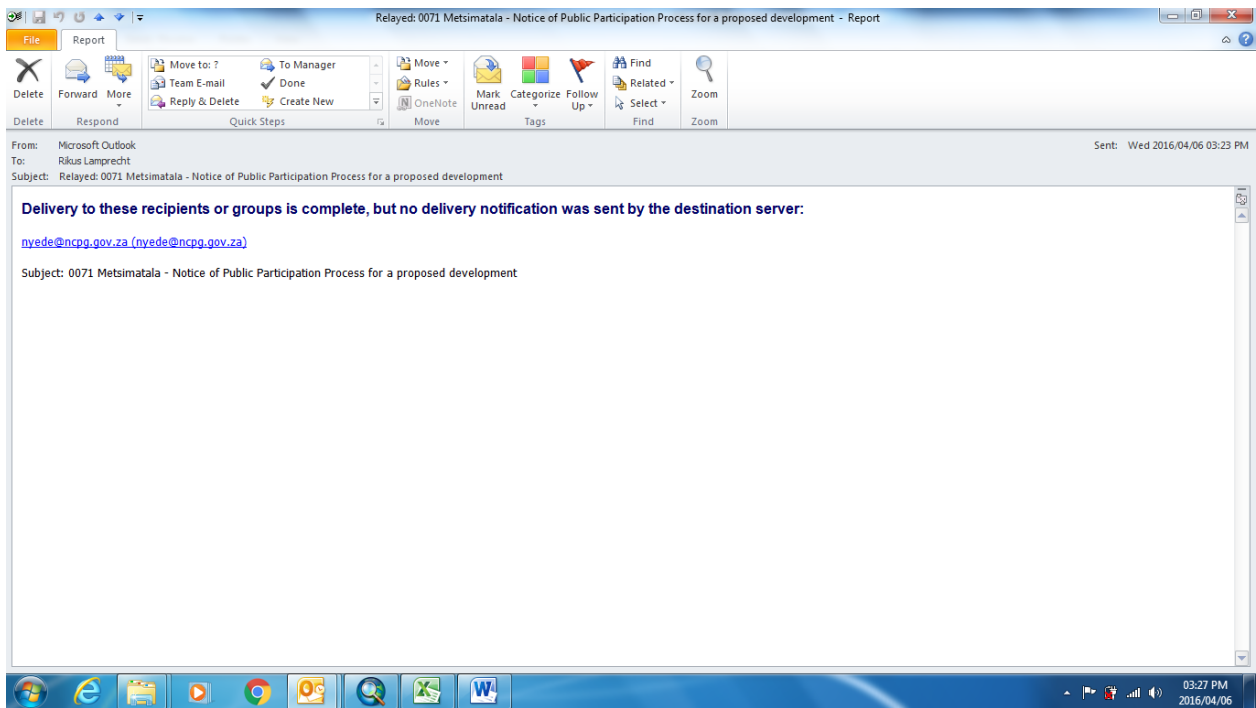 Relayed: 0071 Metsimatala - Notice of Public Participation Process for a proposed development - Report
File Report
Move to: ? To Manager Move Find
Team E-mail Done Rules Related
Delete Forward More Reply & Delete Create New OneNote Mark Unread Categorize Follow Up Select Zoom
Delete Respond Quick Steps Move Tags Find Zoom
From: Microsoft Outlook Sent: Wed 2016/04/06 03:23 PM
To: Rikus Lamprecht
Subject: Relayed: 0071 Metsimatala - Notice of Public Participation Process for a proposed development
Delivery to these recipients or groups is complete, but no delivery notification was sent by the destination server:
nyede@ncpg.gov.za (nyede@ncpg.gov.za)
Subject: 0071 Metsimatala - Notice of Public Participation Process for a proposed development
03:27 PM
2016/04/06